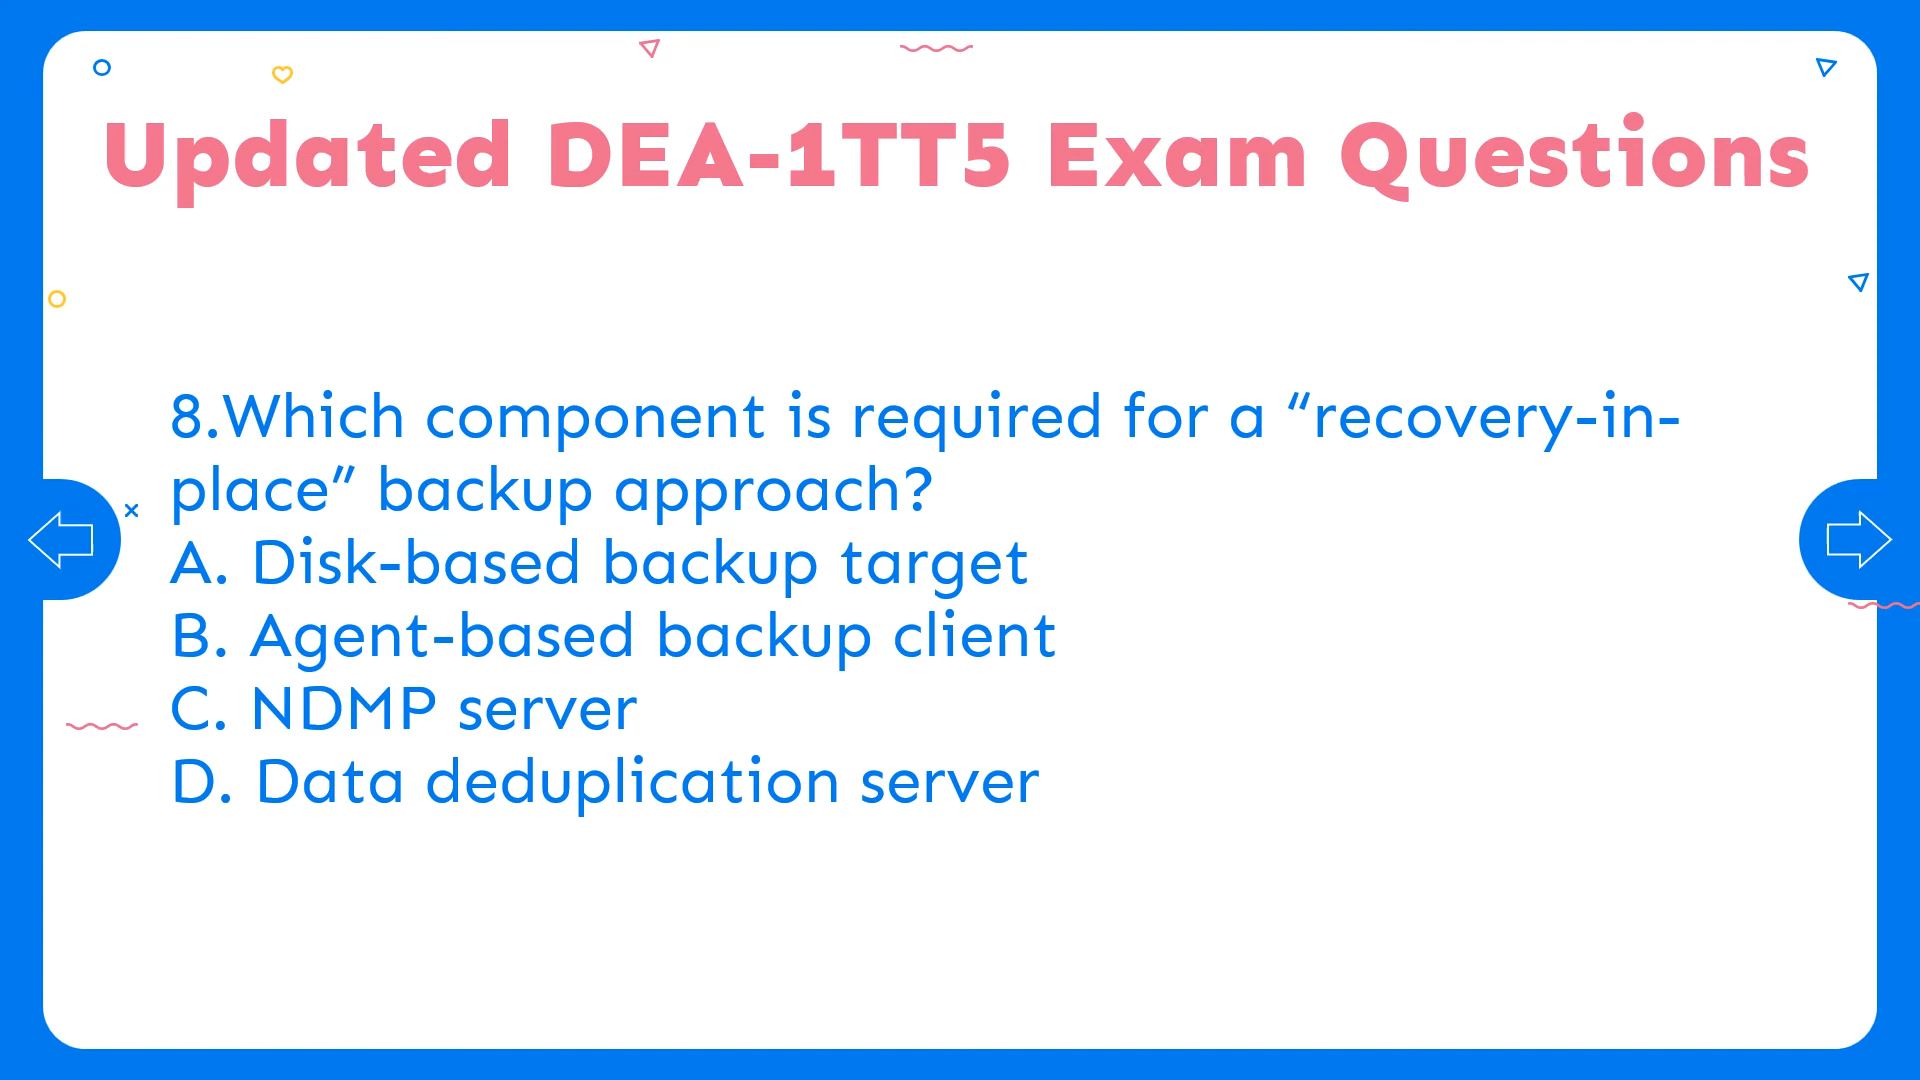 Updated DEA-1TT5 Exam Questions
8.Which component is required for a “recovery-in-
place” backup approach?
A. Disk-based backup target
B. Agent-based backup client
C. NDMP server
D. Data deduplication server